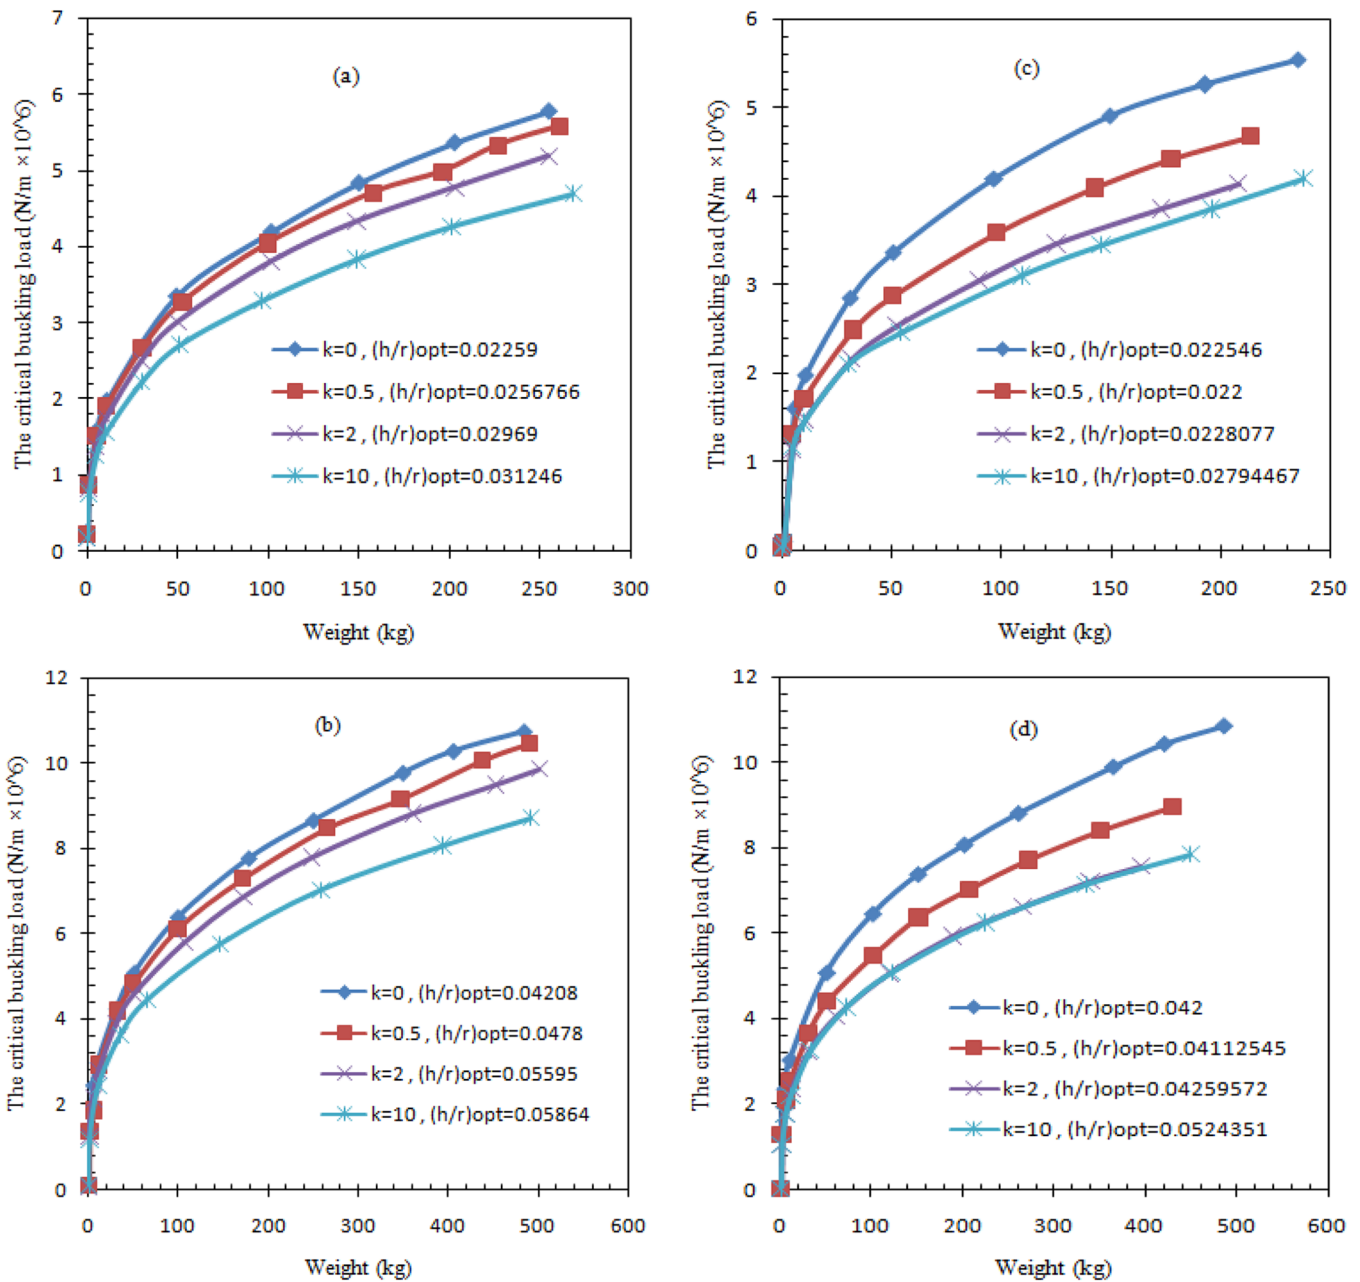 (a)
The critical buckling load (N/m ×10^6)
7
6
5
4
3
2
1
0
k=0 , (h/r)opt=0.02259
k=0.5 , (h/r)opt=0.0256766
k=2 , (h/r)opt=0.02969
k=10 , (h/r)opt=0.031246
0 50 100 150 200 250 300
Weight (kg)
(c)
The critical buckling load (N/m ×10^6)
6
5
4
3
2
1
0
k=0 , (h/r)opt=0.022546
k=0.5 , (h/r)opt=0.022
k=2 , (h/r)opt=0.0228077
k=10 , (h/r)opt=0.02794467
0 50 100 150 200 250
Weight (kg)
(b)
The critical buckling load (N/m ×10^6)
12
10
8
6
4
2
0
k=0 , (h/r)opt=0.04208
k=0.5 , (h/r)opt=0.0478
k=2 , (h/r)opt=0.05595
k=10 , (h/r)opt=0.05864
0 100 200 300 400 500 600
Weight (kg)
(d)
The critical buckling load (N/m ×10^6)
12
10
8
6
4
2
0
k=0 , (h/r)opt=0.042
k=0.5 , (h/r)opt=0.04112545
k=2 , (h/r)opt=0.04259572
k=10 , (h/r)opt=0.0524351
0 100 200 300 400 500 600
Weight (kg)